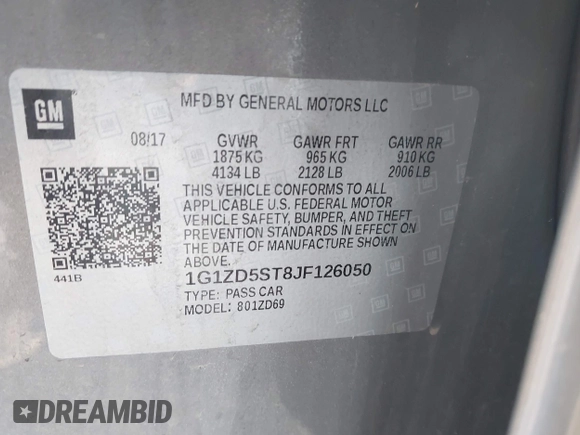 GM
MFD BY GENERAL MOTORS LLC
08/17 GVWR GAWR FRT GAWR RR
1875 KG 965 KG 910 KG
4134 LB 2128 LB 2006 LB
THIS VEHICLE CONFORMS TO ALL
APPLICABLE U.S. FEDERAL MOTOR
VEHICLE SAFETY, BUMPER, AND THEFT
PREVENTION STANDARDS IN EFFECT ON
THE DATE OF MANUFACTURE SHOWN
ABOVE.
441B
1G1ZD5ST8JF126050
TYPE: PASS CAR
MODEL: 801ZD69
DREAMBID